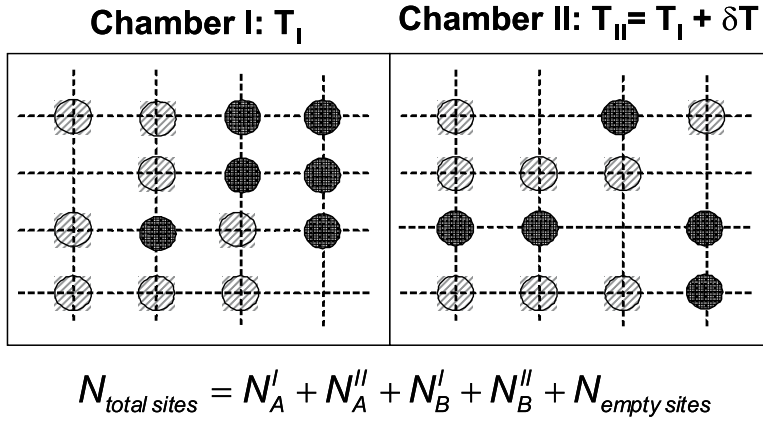 Chamber I: T_I
Chamber II: T_II = T_I + δT
N_total sites = N_A^I + N_A^II + N_B^I + N_B^II + N_empty sites